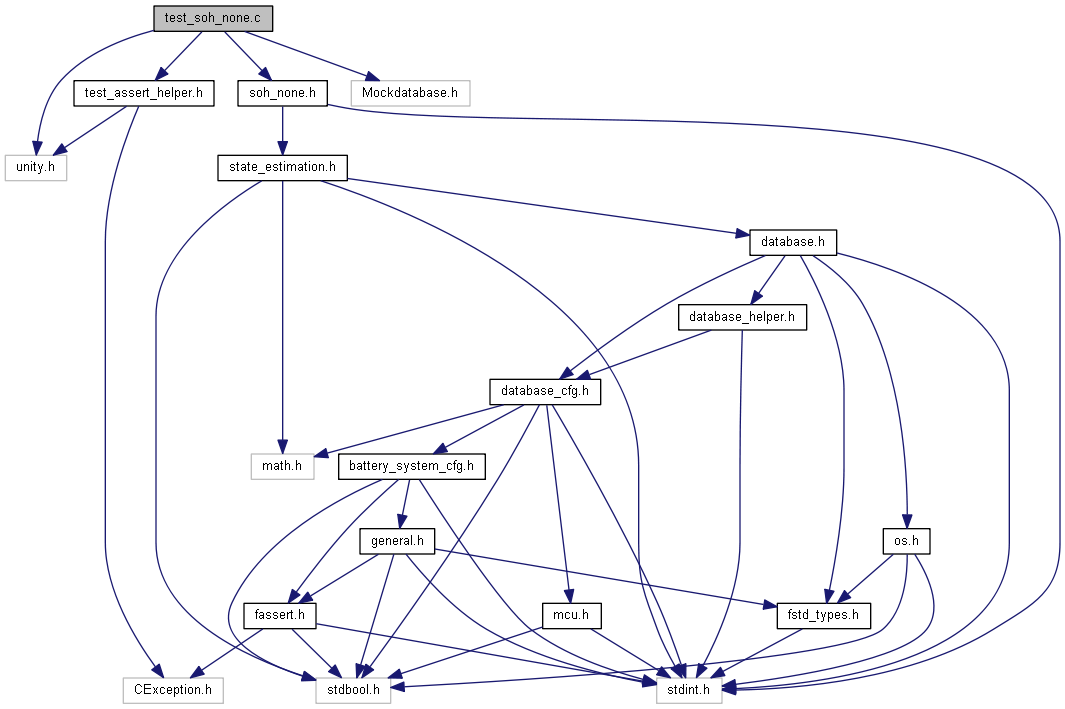 test_soh_none.c
test_assert_helper.h
soh_none.h
Mockdatabase.h
unity.h
state_estimation.h
database.h
database_helper.h
database_cfg.h
math.h
battery_system_cfg.h
general.h
os.h
fassert.h
mcu.h
fstd_types.h
CException.h
stdbool.h
stdint.h